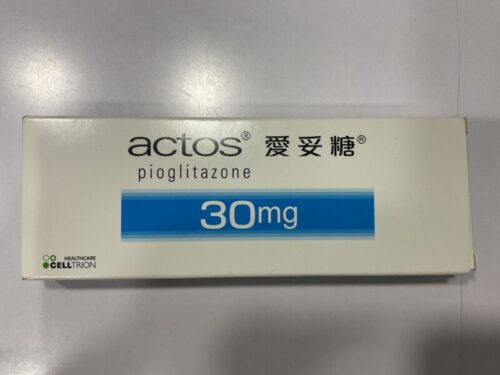 actos® 愛妥糖®
pioglitazone
30mg
HEALTHCARE
CELLTRION